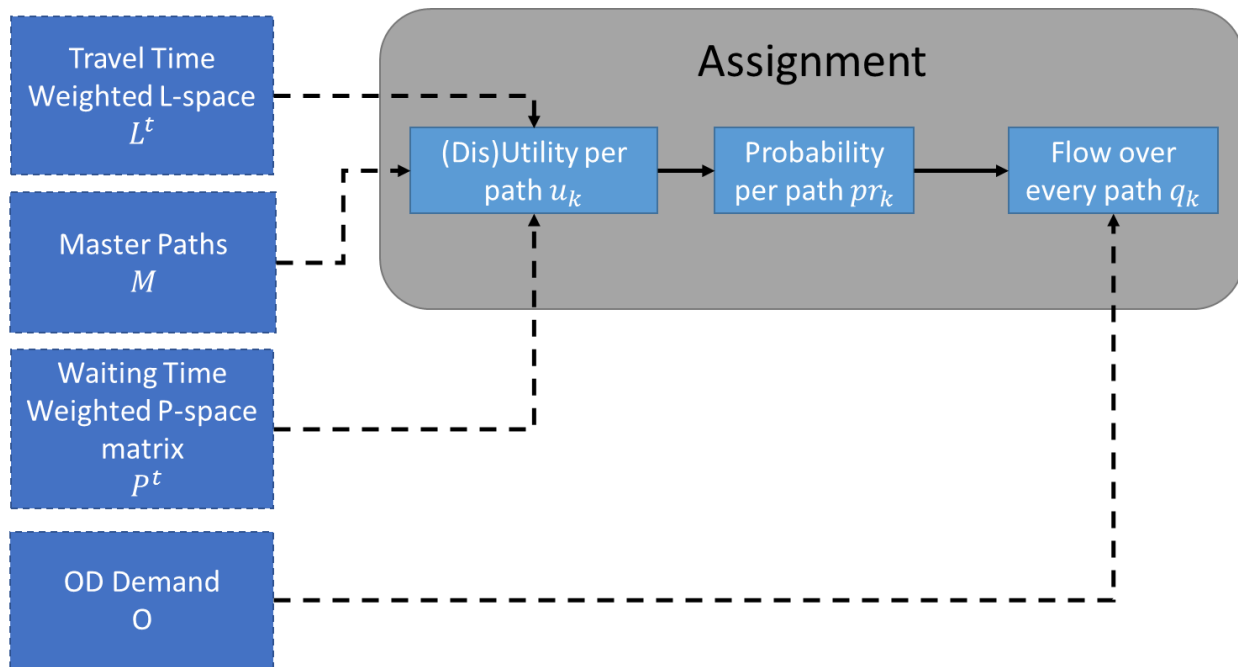 Travel Time
Weighted L-space
L^t
Master Paths
M
Waiting Time
Weighted P-space
matrix
P^t
OD Demand
O
Assignment
(Dis)Utility per
path u_k
Probability
per path pr_k
Flow over
every path q_k